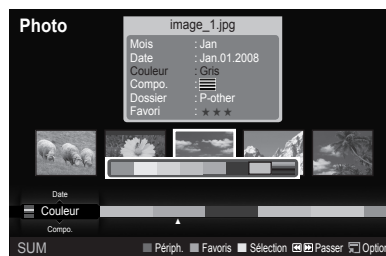 Photo
image_1.jpg
Mois : Jan
Date : Jan.01.2008
Couleur : Gris
Compo. :
Dossier : P-other
Favori : ★ ★ ★
Date
Couleur
Compo.
SUM Périph. Favoris Sélection Passer Option